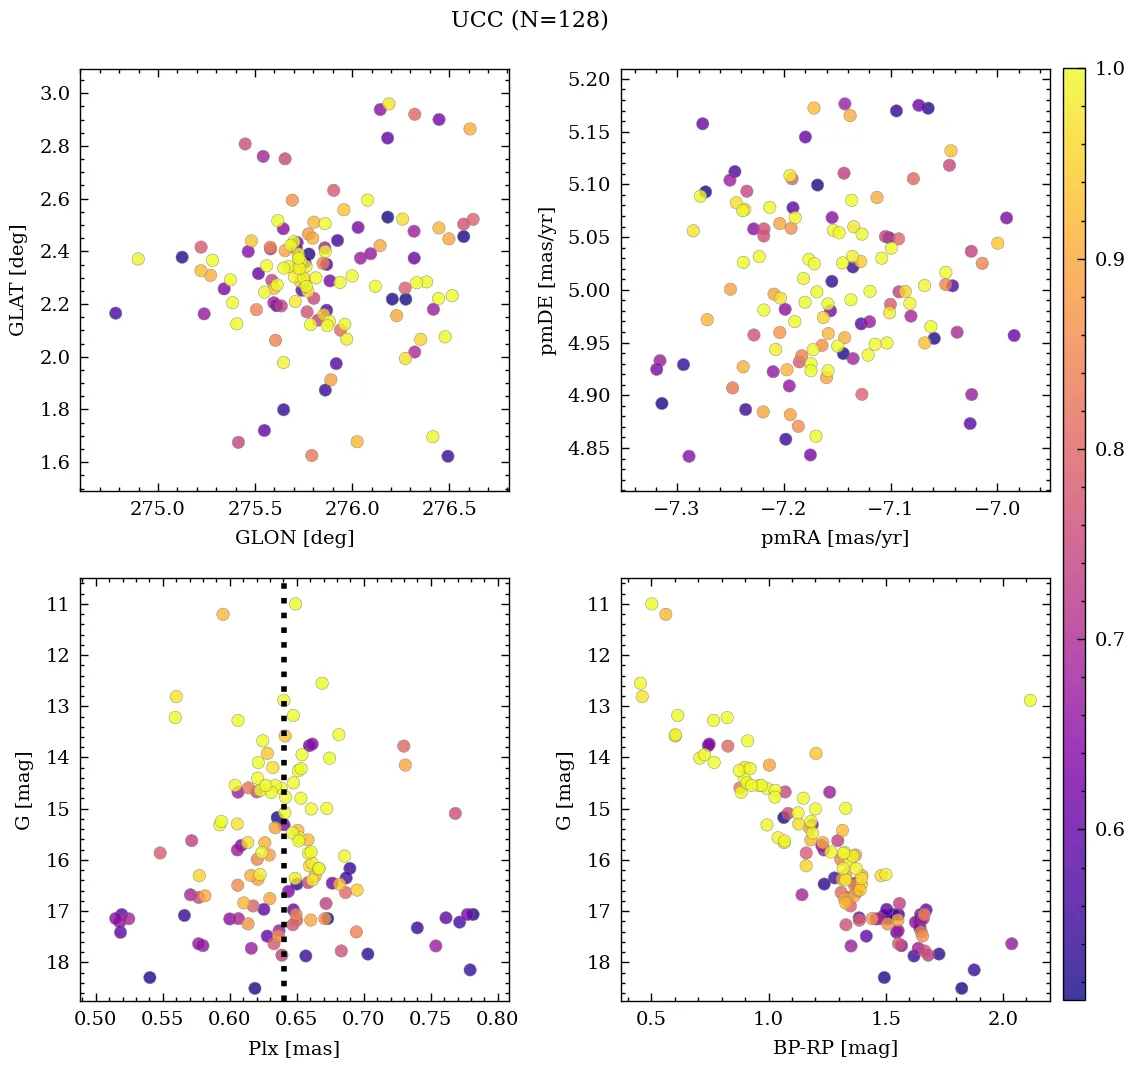 UCC (N=128)
3.0
2.8
2.6
2.4
2.2
2.0
1.8
1.6
GLAT [deg]
275.0 275.5 276.0 276.5
GLON [deg]
5.20
5.15
5.10
5.05
5.00
4.95
4.90
4.85
pmDE [mas/yr]
−7.3 −7.2 −7.1 −7.0
pmRA [mas/yr]
11
12
13
14
15
16
17
18
G [mag]
0.50 0.55 0.60 0.65 0.70 0.75 0.80
Plx [mas]
11
12
13
14
15
16
17
18
G [mag]
0.5 1.0 1.5 2.0
BP-RP [mag]
1.0
0.9
0.8
0.7
0.6